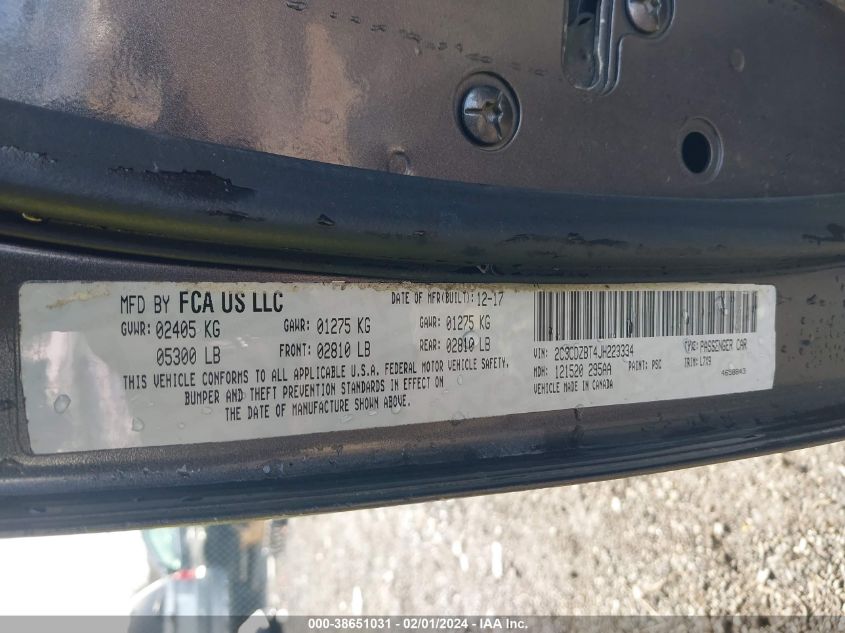 MFD BY FCA US LLC
DATE OF MFR(BUILT): 12-17
GVWR: 02405 KG GAWR: 01275 KG GAWR: 01275 KG
05300 LB FRONT: 02810 LB REAR: 02810 LB
THIS VEHICLE CONFORMS TO ALL APPLICABLE U.S.A. FEDERAL MOTOR VEHICLE SAFETY,
BUMPER AND THEFT PREVENTION STANDARDS IN EFFECT ON
THE DATE OF MANUFACTURE SHOWN ABOVE.
VIN: 2C3CDZBT4JH223334 TYPE: PASSENGER CAR
MDH: 121520 295AA PAINT: PSC TRIM: L7X9
VEHICLE MADE IN CANADA 4658843
000-38651031 - 02/01/2024 - IAA Inc.